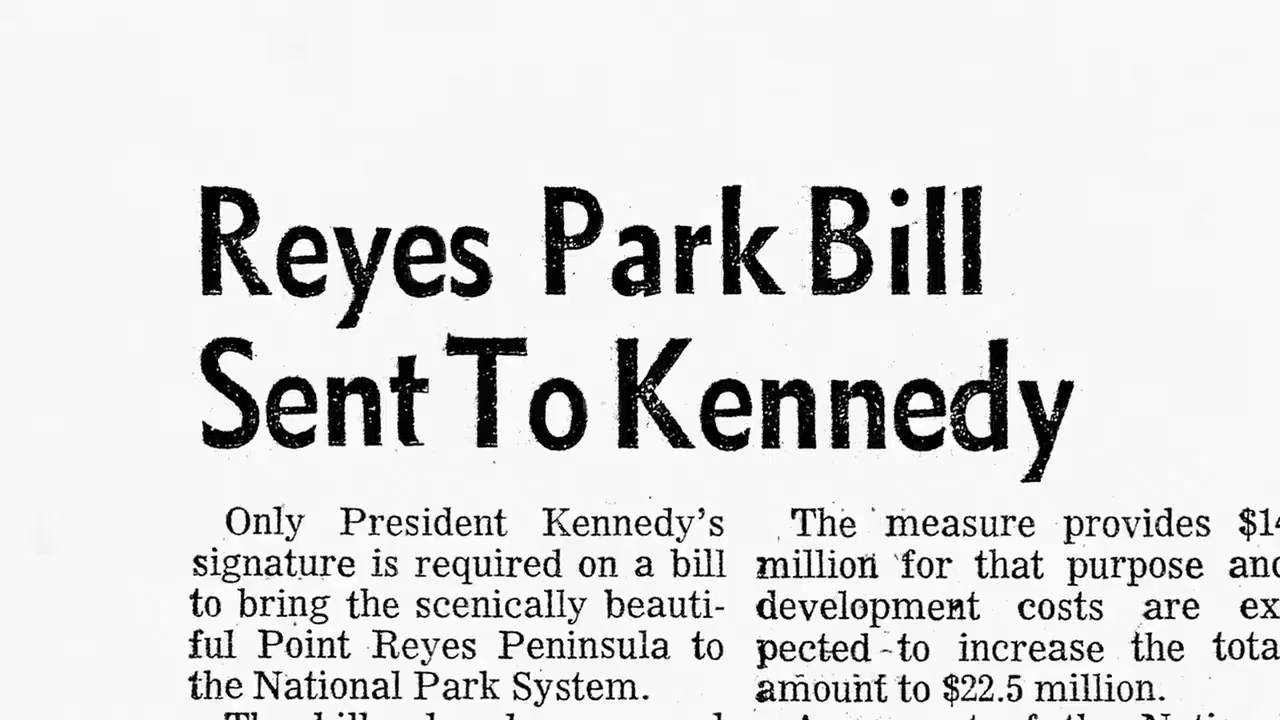 Reyes Park Bill
Sent To Kennedy
Only President Kennedy's
signature is required on a bill
to bring the scenically beauti-
ful Point Reyes Peninsula to
the National Park System.
The measure provides
million for that purpose
development costs are ex
pected to increase the
amount to $22.5 million.